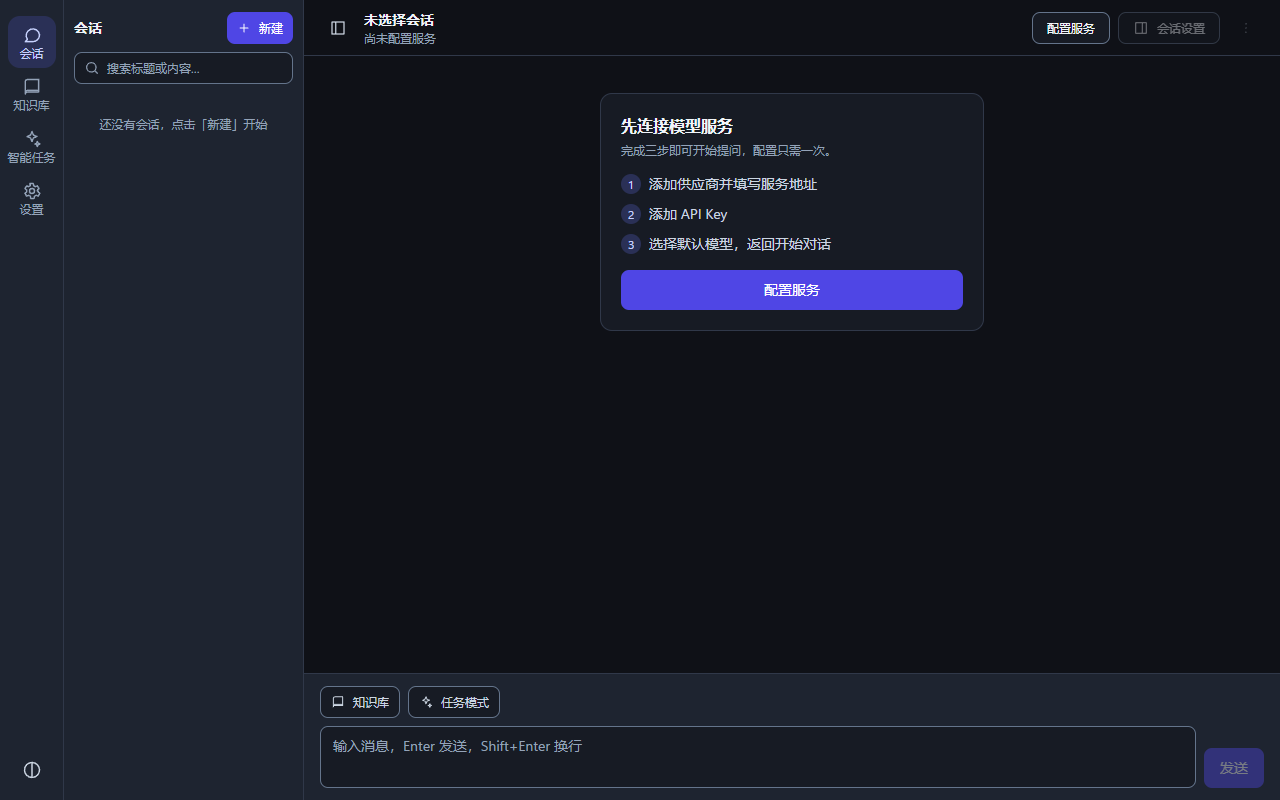 会话
知识库
智能任务
设置
会话
新建
搜索标题或内容...
还没有会话，点击「新建」开始
未选择会话
尚未配置服务
配置服务
会话设置
先连接模型服务
完成三步即可开始提问，配置只需一次。
1 添加供应商并填写服务地址
2 添加 API Key
3 选择默认模型，返回开始对话
配置服务
知识库
任务模式
输入消息，Enter 发送，Shift+Enter 换行
发送